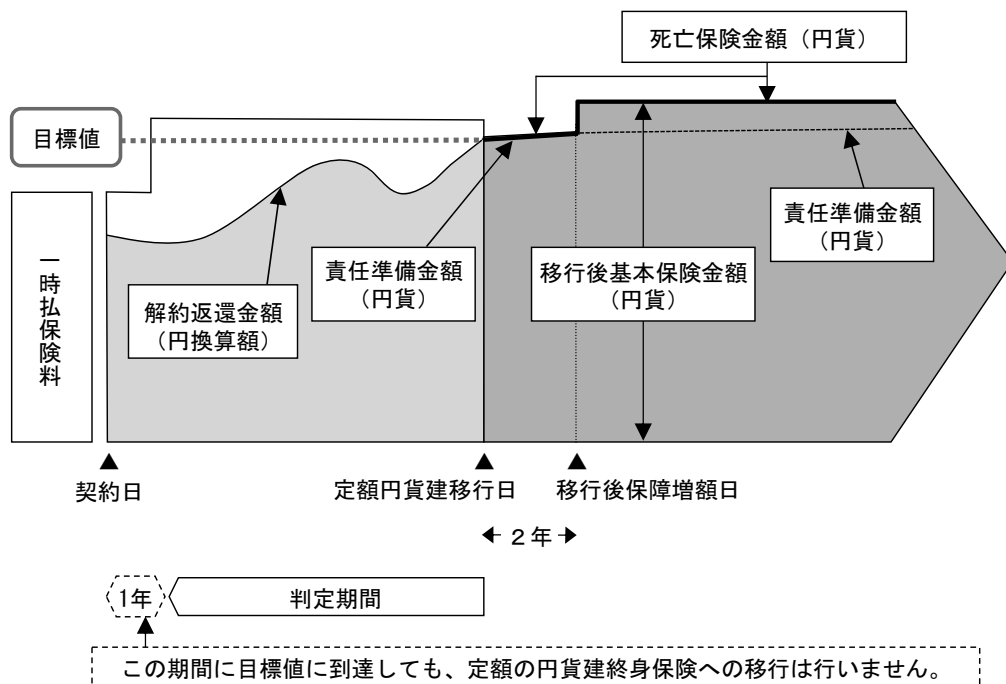 死亡保険金額（円貨）
目標値
一時払保険料
解約返還金額
（円換算額）
責任準備金額
（円貨）
移行後基本保険金額
（円貨）
責任準備金額
（円貨）
契約日
定額円貨建移行日
移行後保障増額日
２年
1年
判定期間
この期間に目標値に到達しても、定額の円貨建終身保険への移行は行いません。